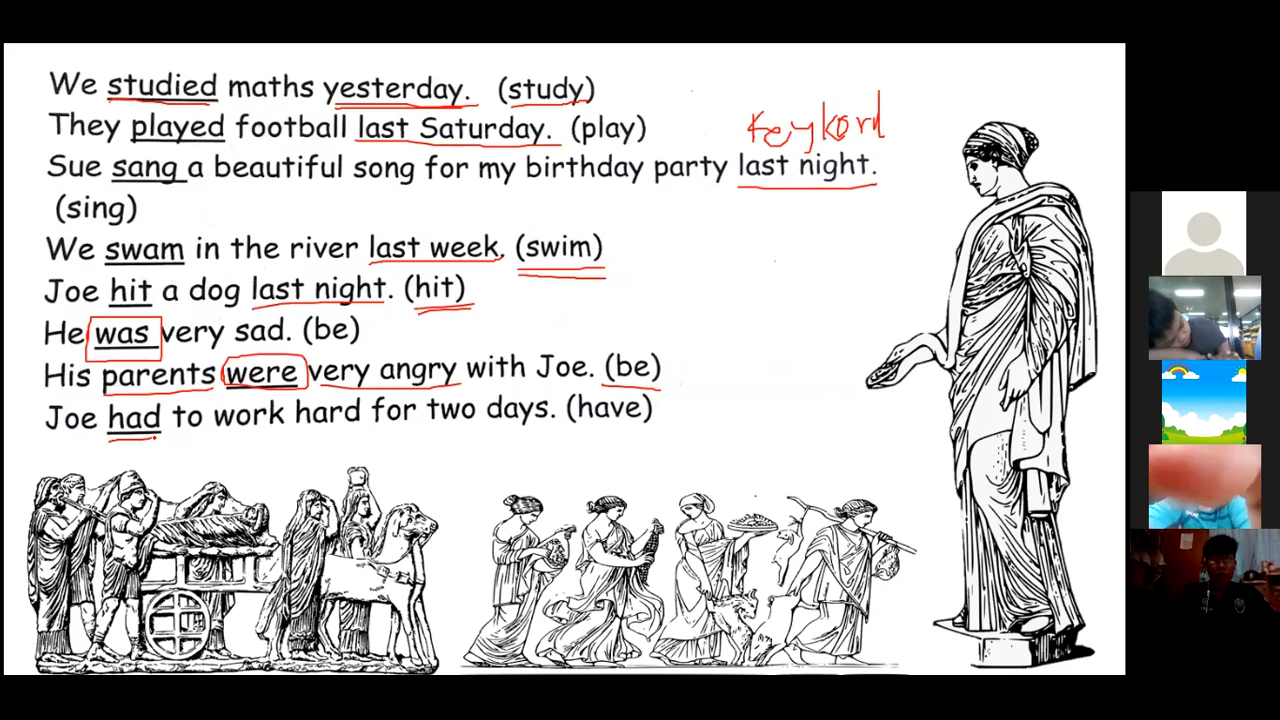 We studied maths yesterday. (study)
They played football last Saturday. (play)
Keykord
Sue sang a beautiful song for my birthday party last night.
(sing)
We swam in the river last week. (swim)
Joe hit a dog last night. (hit)
He was very sad. (be)
His parents were very angry with Joe. (be)
Joe had to work hard for two days. (have)